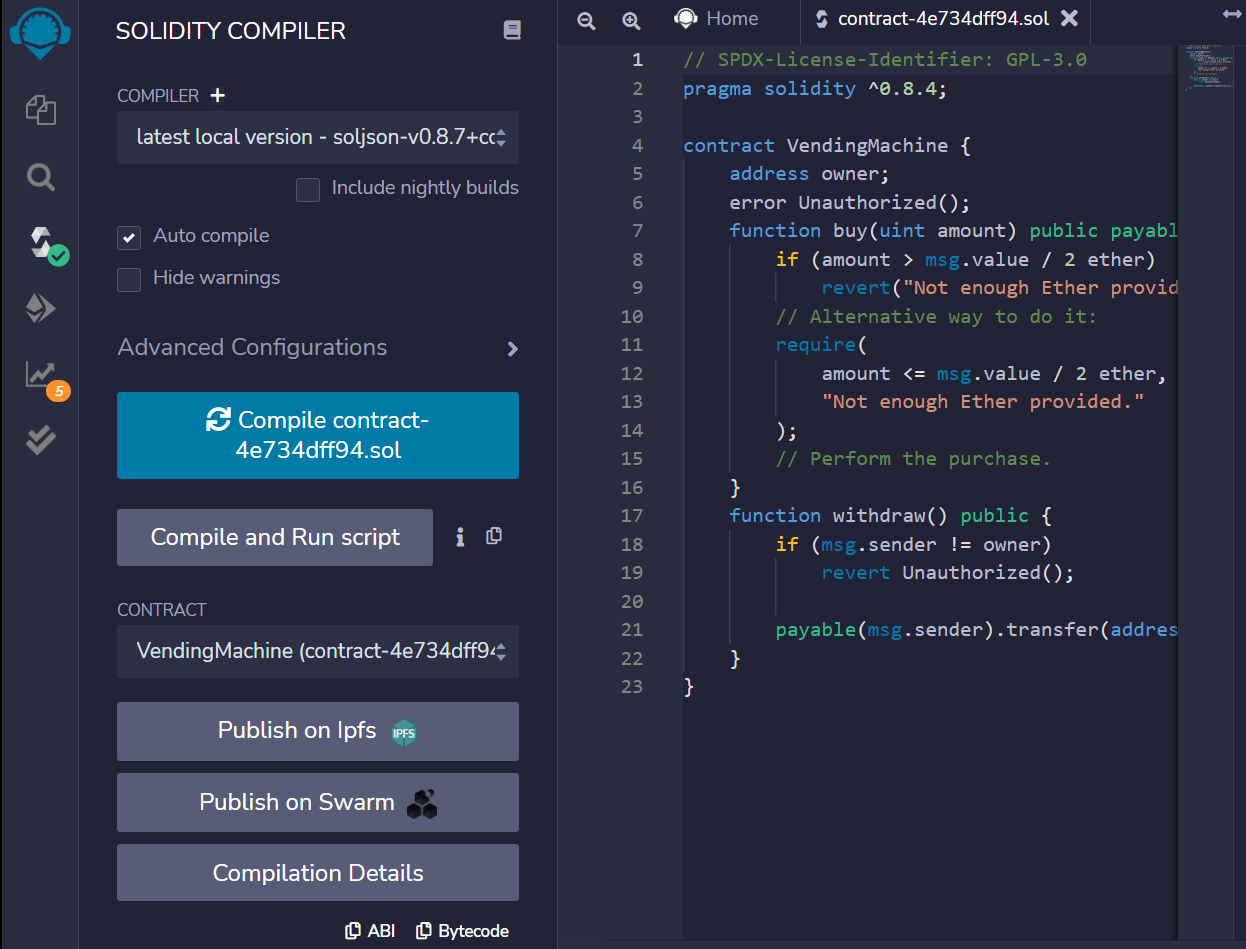 SOLIDITY COMPILER
COMPILER +
latest local version - soljson-v0.8.7+co
Include nightly builds
Auto compile
Hide warnings
Advanced Configurations
Compile contract-
4e734dff94.sol
Compile and Run script
CONTRACT
VendingMachine (contract-4e734dff94
Publish on Ipfs
IPFS
Publish on Swarm
Compilation Details
ABI
Bytecode
5
Home
contract-4e734dff94.sol
1 // SPDX-License-Identifier: GPL-3.0
2 pragma solidity ^0.8.4;
3
4 contract VendingMachine {
5 address owner;
6 error Unauthorized();
7 function buy(uint amount) public payabl
8 if (amount > msg.value / 2 ether)
9 revert("Not enough Ether provid
10 // Alternative way to do it:
11 require(
12 amount <= msg.value / 2 ether,
13 "Not enough Ether provided."
14 );
15 // Perform the purchase.
16 }
17 function withdraw() public {
18 if (msg.sender != owner)
19 revert Unauthorized();
20
21 payable(msg.sender).transfer(addres
22 }
23 }